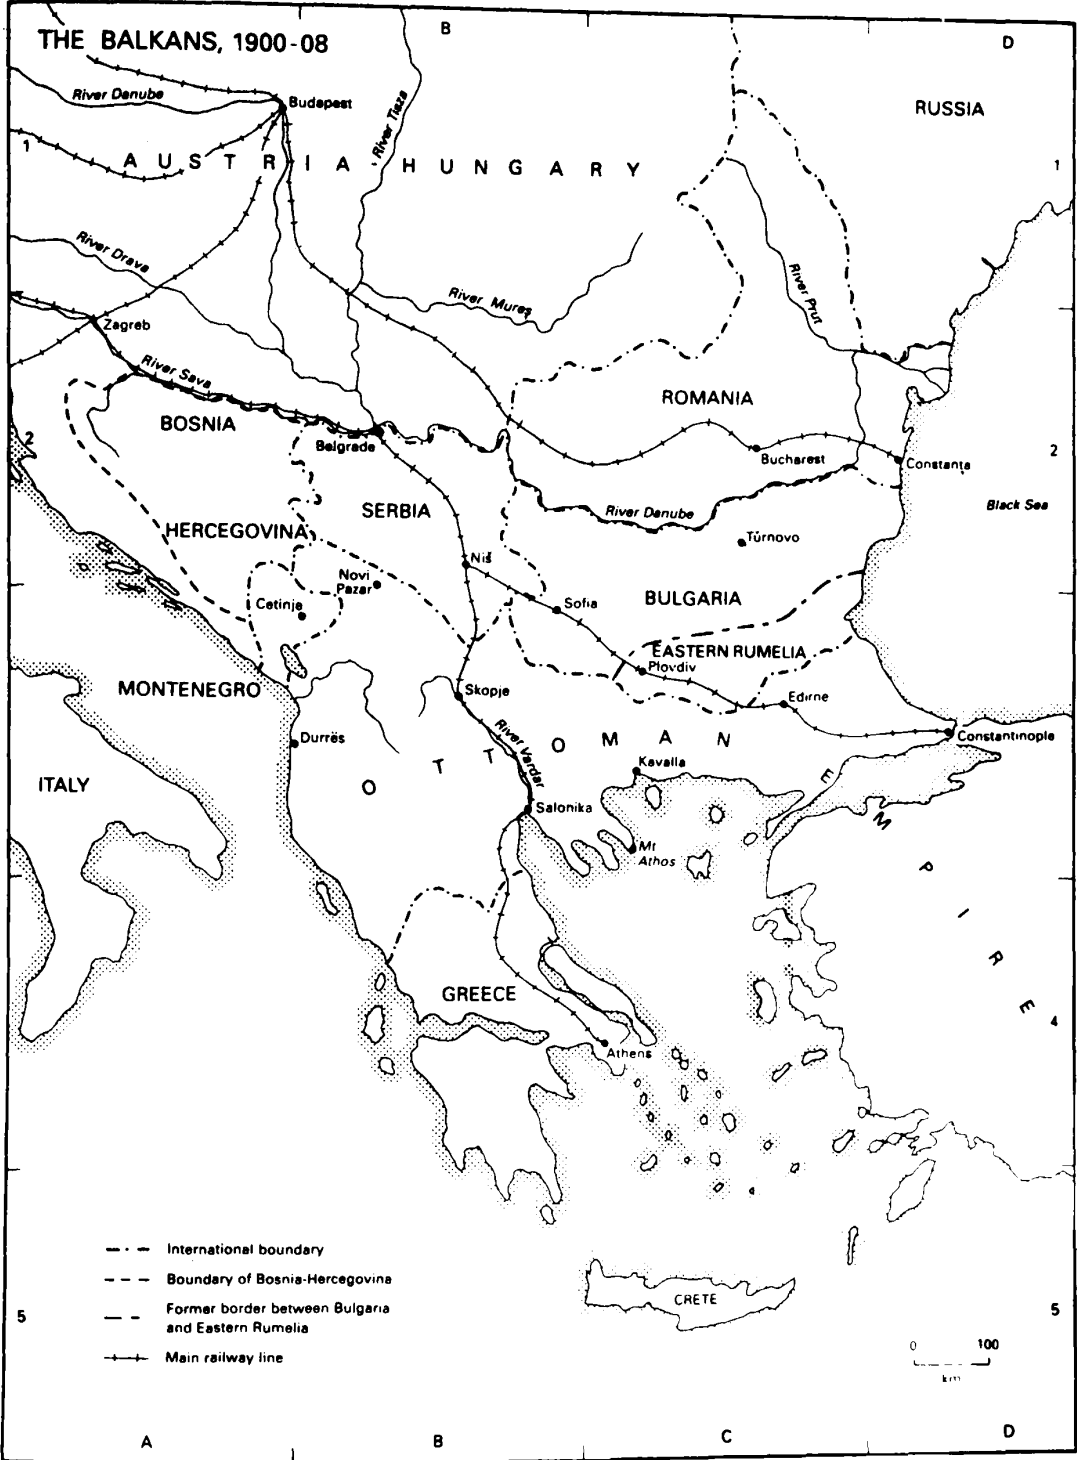 THE BALKANS, 1900-08
B
D
RUSSIA
River Danube
Budapest
River Tisza
1
AUSTRIA-HUNGARY
1
River Drava
River Mureş
River Prut
Zagreb
River Sava
ROMANIA
BOSNIA
2
Belgrade
Bucharest
Constanţa
2
SERBIA
River Danube
Black Sea
HERCEGOVINA
Tŭrnovo
Niš
Novi
Pazar
Cetinje
Sofia
BULGARIA
EASTERN RUMELIA
Plovdiv
MONTENEGRO
Skopje
Edirne
River Vardar
Durrës
Constantinople
OTTOMAN EMPIRE
Kavalla
ITALY
Salonika
Mt
Athos
GREECE
4
Athens
International boundary
Boundary of Bosnia-Hercegovina
Former border between Bulgaria
and Eastern Rumelia
Main railway line
CRETE
5
5
0 100
km
A
B
C
D